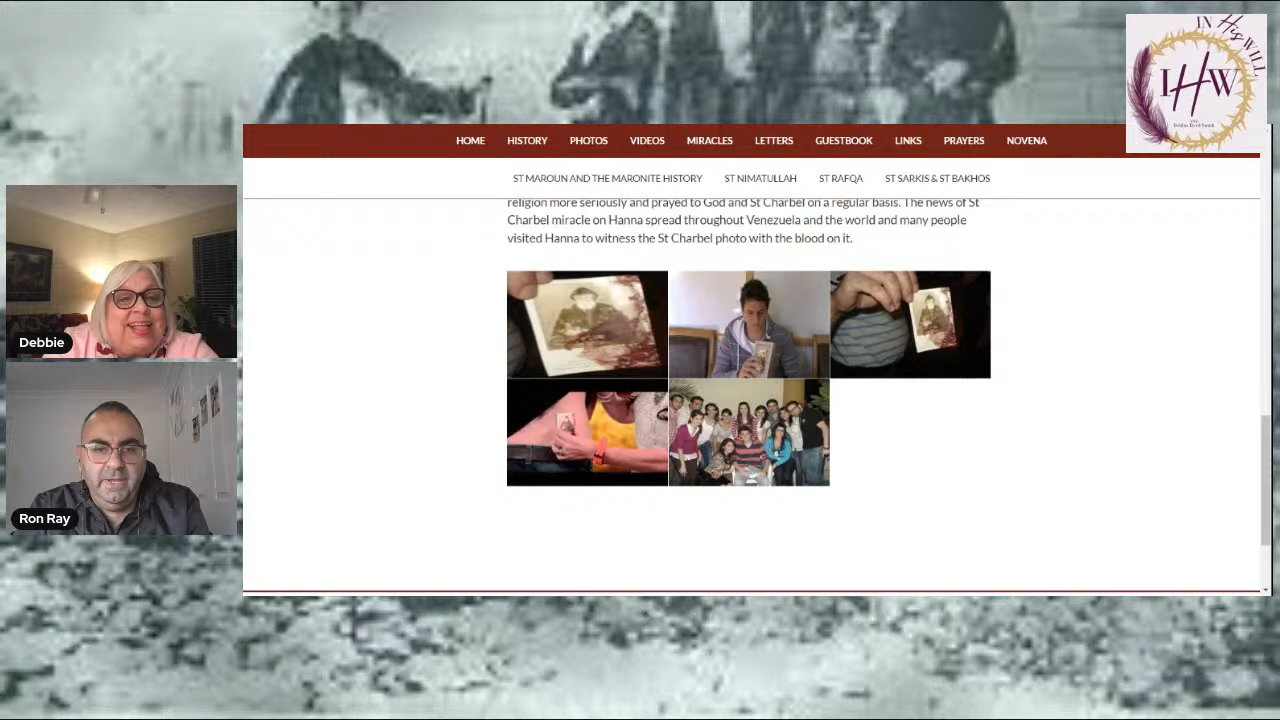 IN His WILL
IHW
HOME HISTORY PHOTOS VIDEOS MIRACLES LETTERS GUESTBOOK LINKS PRAYERS NOVENA
ST MAROUN AND THE MARONITE HISTORY ST NIMATULLAH ST RAFQA ST SARKIS & ST BAKHOS
religion more seriously and prayed to God and St Charbel on a regular basis. The news of St
Charbel miracle on Hanna spread throughout Venezuela and the world and many people
visited Hanna to witness the St Charbel photo with the blood on it.
Debbie
Ron Ray